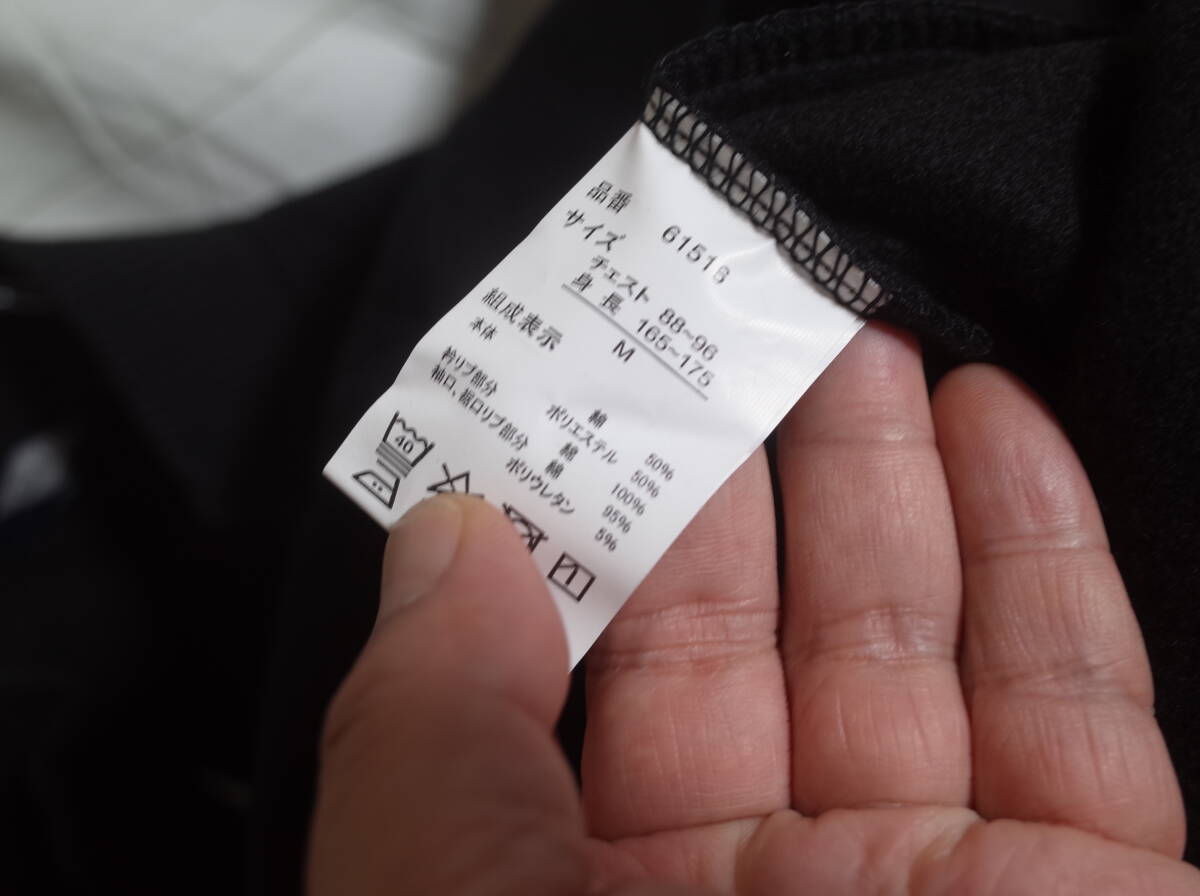 品番 61518
サイズ
チェスト 88~96
身長 165~175
M
組成表示
本体 綿 50%
ポリエステル 50%
衿リブ部分 綿 100%
袖口、裾口リブ部分 綿 95%
ポリウレタン 5%
40